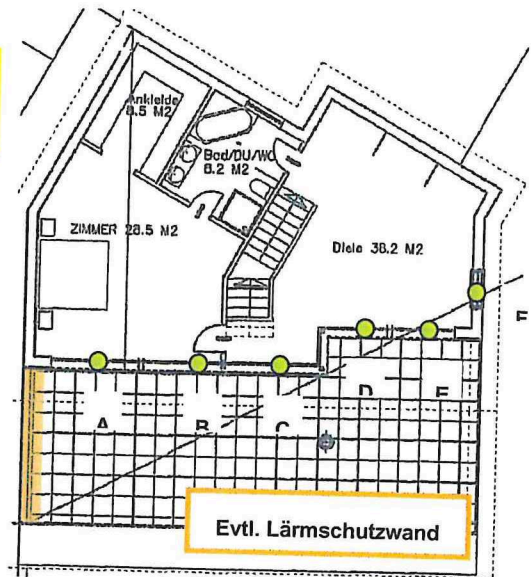 Ankleide
8.5 M2
Bad/DU/WC
8.2 M2
ZIMMER 28.5 M2
Diele 38.2 M2
F
A
B
C
D
E
Evtl. Lärmschutzwand